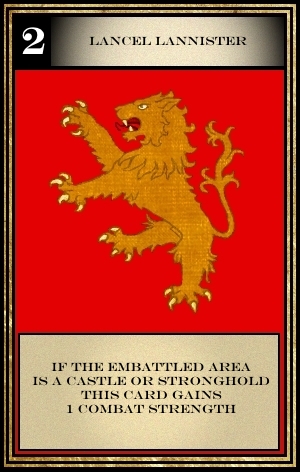 2
LANCEL LANNISTER
IF THE EMBATTLED AREA
IS A CASTLE OR STRONGHOLD
THIS CARD GAINS
1 COMBAT STRENGTH